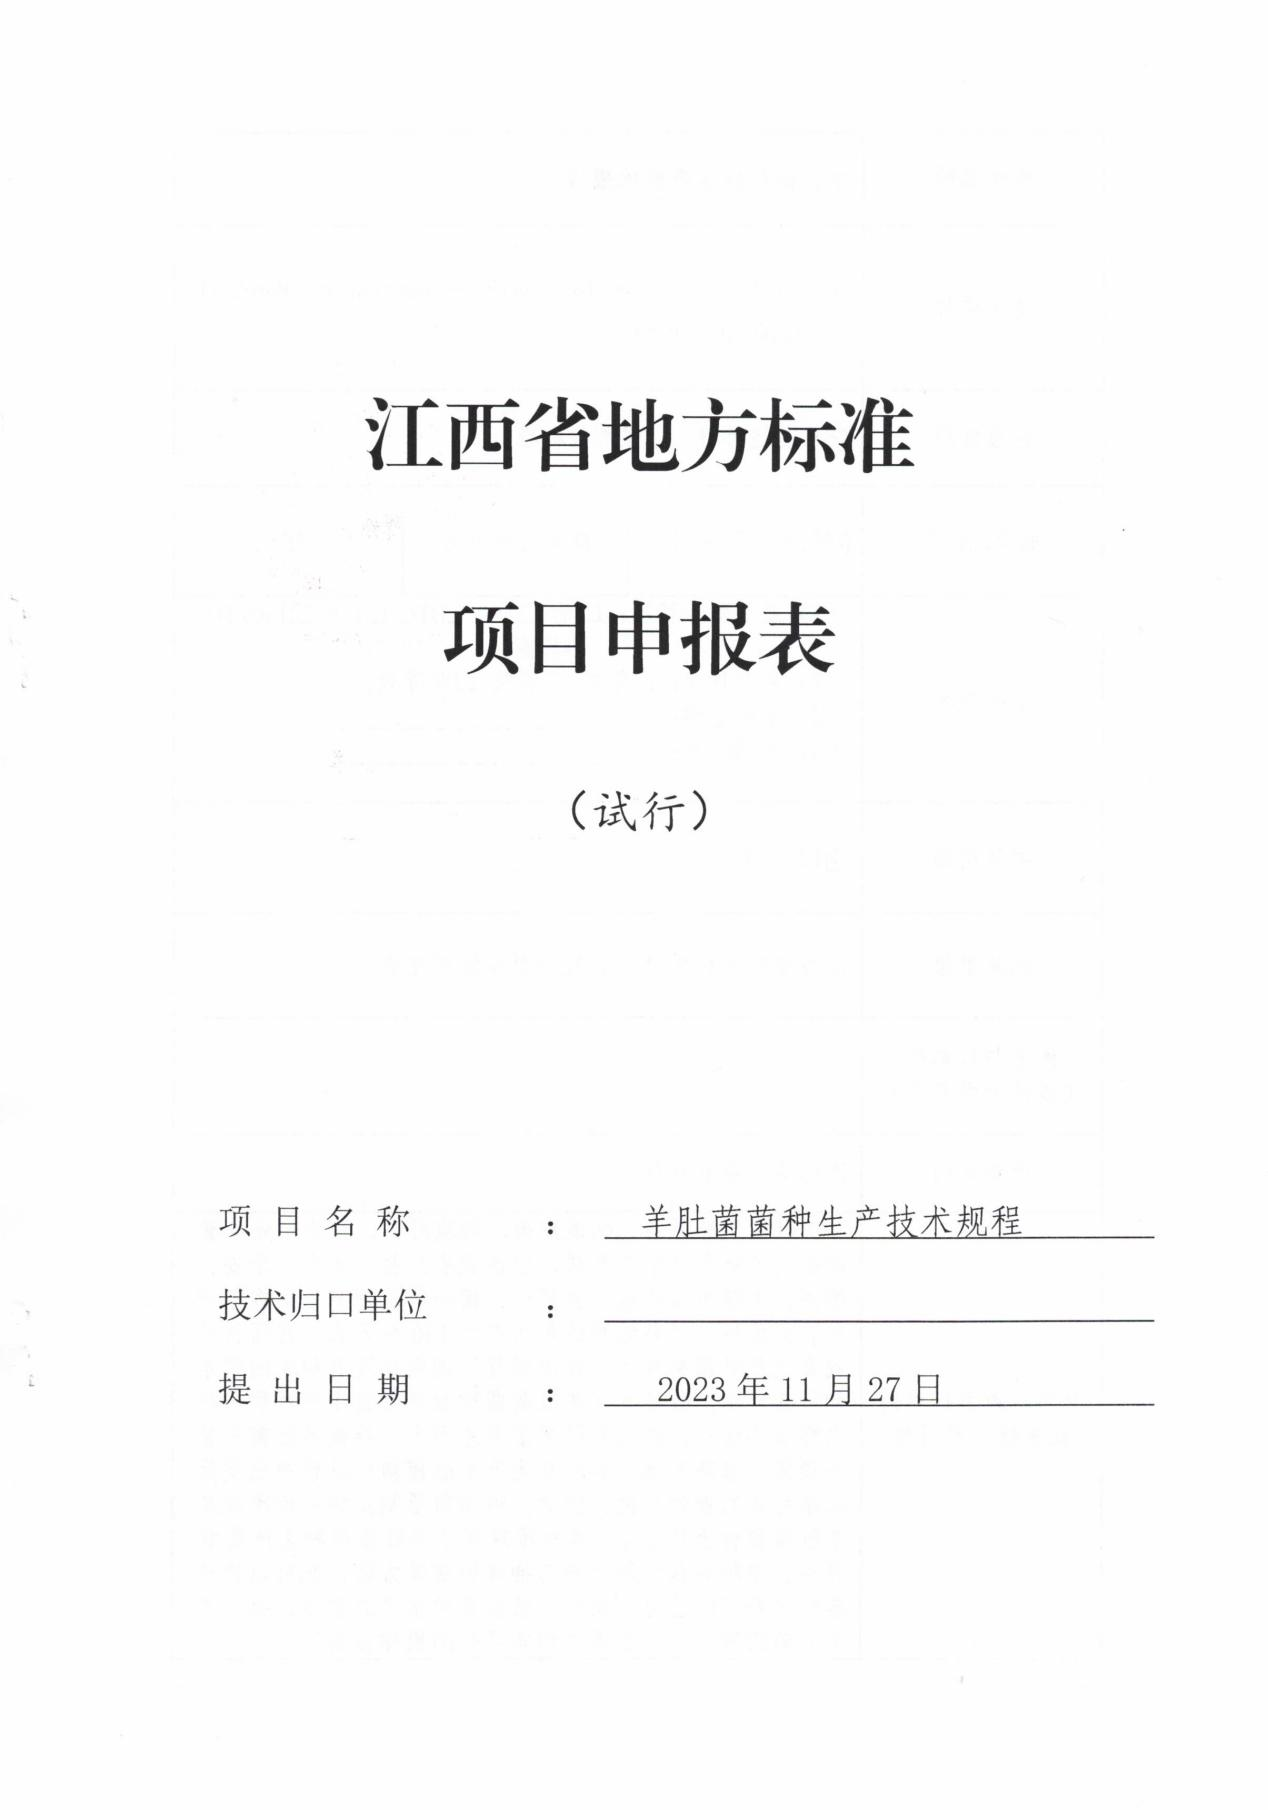 江西省地方标准
项目申报表
（试行）
项目名称：羊肚菌菌种生产技术规程
技术归口单位：
提出日期：2023年11月27日